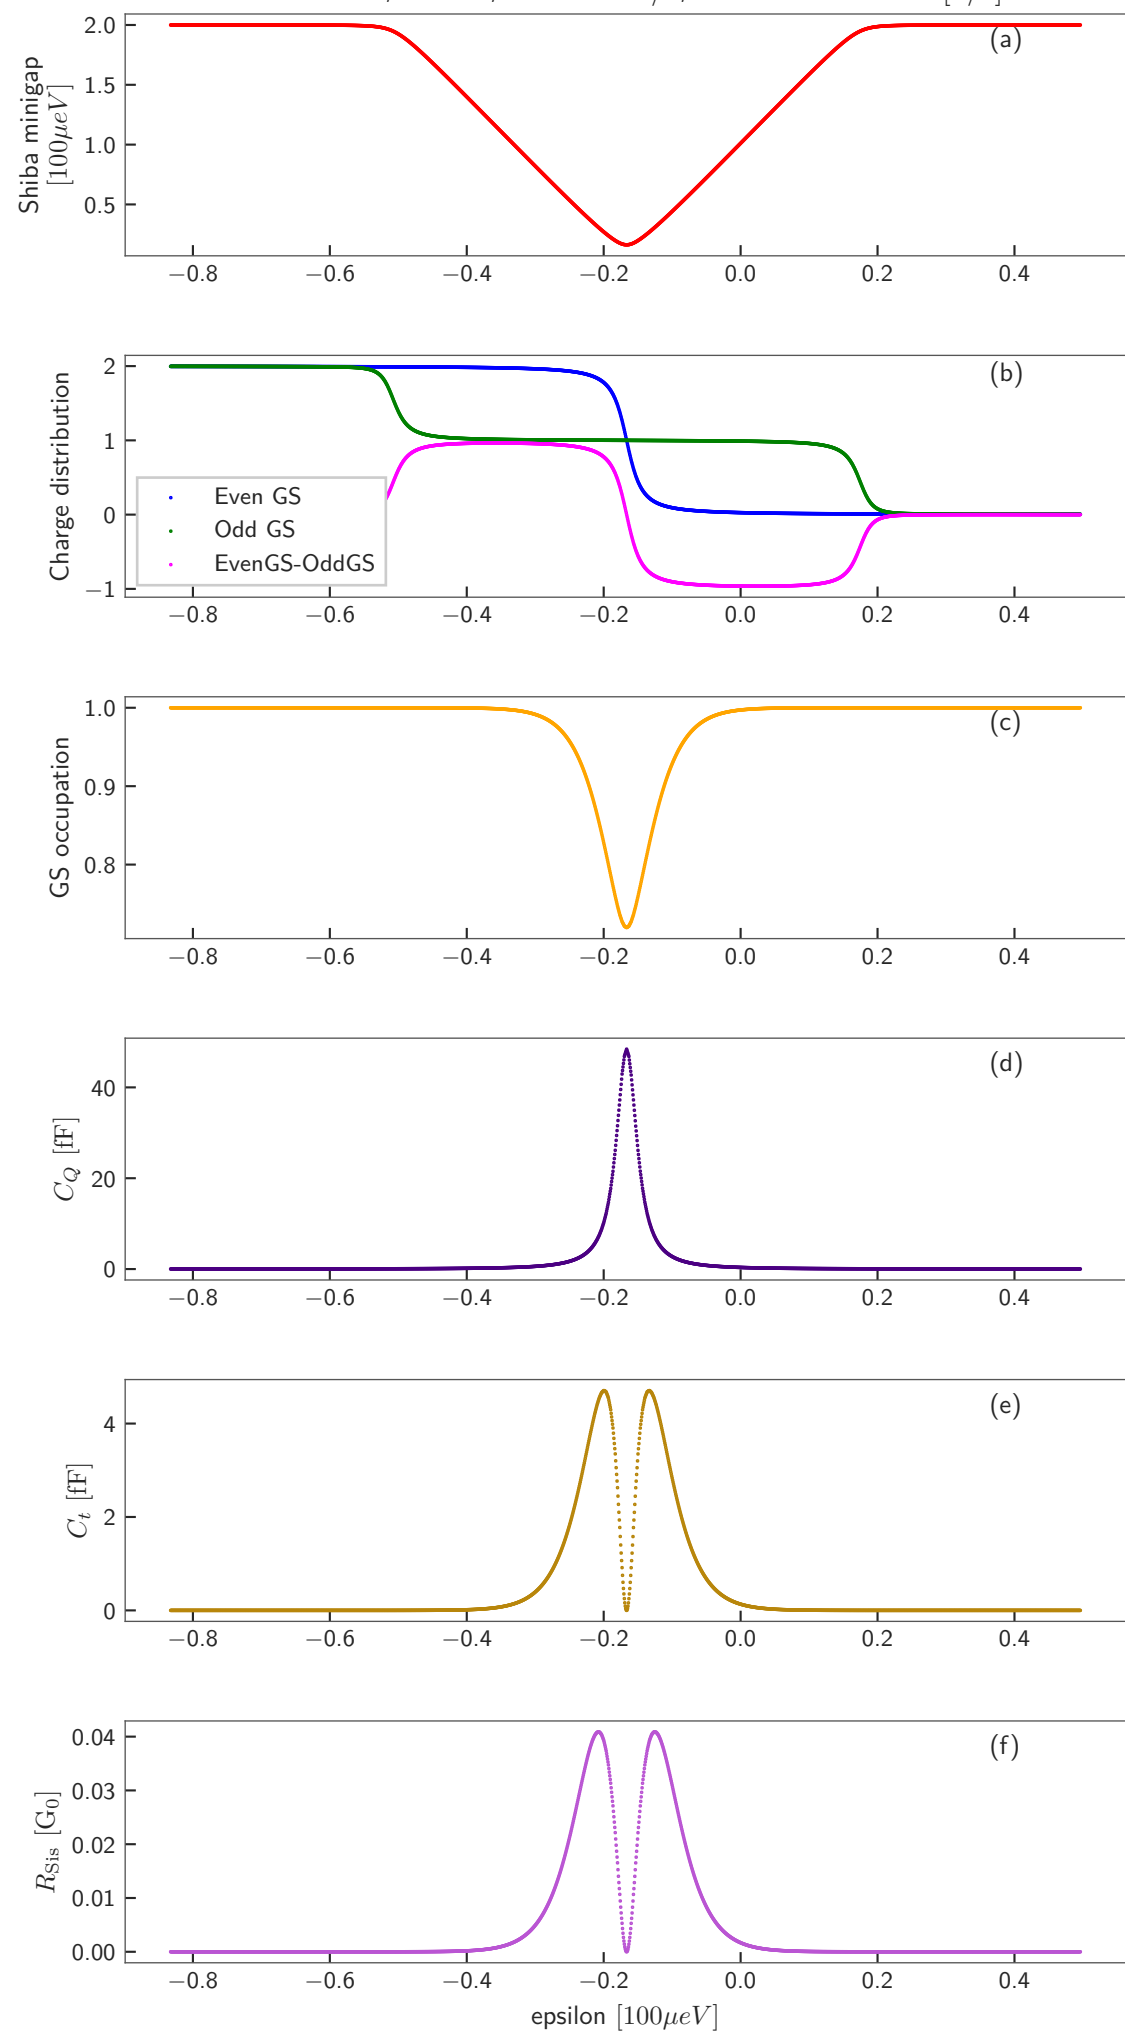 (a)
2.0
1.5
1.0
0.5
Shiba minigap
[100μeV]
−0.8 −0.6 −0.4 −0.2 0.0 0.2 0.4
(b)
2
1
0
−1
Charge distribution
Even GS
Odd GS
EvenGS-OddGS
−0.8 −0.6 −0.4 −0.2 0.0 0.2 0.4
(c)
1.0
0.9
0.8
GS occupation
−0.8 −0.6 −0.4 −0.2 0.0 0.2 0.4
(d)
40
20
0
C_Q [fF]
−0.8 −0.6 −0.4 −0.2 0.0 0.2 0.4
(e)
4
2
0
C_t [fF]
−0.8 −0.6 −0.4 −0.2 0.0 0.2 0.4
(f)
0.04
0.03
0.02
0.01
0.00
R_Sis [G_0]
−0.8 −0.6 −0.4 −0.2 0.0 0.2 0.4
epsilon [100μeV]